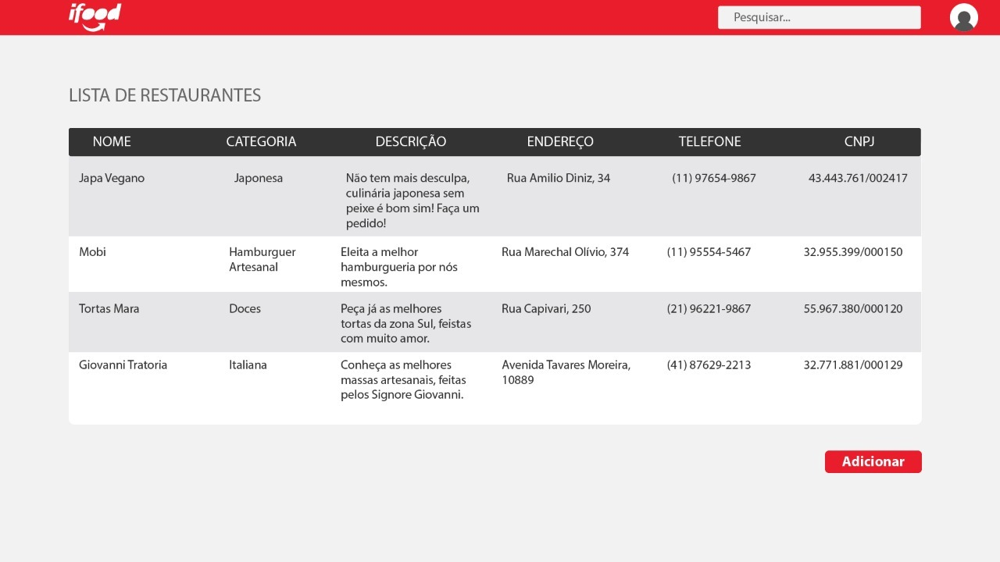 ifood
Pesquisar...
LISTA DE RESTAURANTES
NOME CATEGORIA DESCRIÇÃO ENDEREÇO TELEFONE CNPJ
Japa Vegano Japonesa Não tem mais desculpa, Rua Amilio Diniz, 34 (11) 97654-9867 43.443.761/002417
culinária japonesa sem
peixe é bom sim! Faça um
pedido!
Mobi Hamburguer Eleita a melhor Rua Marechal Olívio, 374 (11) 95554-5467 32.955.399/000150
Artesanal hamburgueria por nós
mesmos.
Tortas Mara Doces Peça já as melhores Rua Capivari, 250 (21) 96221-9867 55.967.380/000120
tortas da zona Sul, feistas
com muito amor.
Giovanni Tratoria Italiana Conheça as melhores Avenida Tavares Moreira, (41) 87629-2213 32.771.881/000129
massas artesanais, feitas 10889
pelos Signore Giovanni.
Adicionar